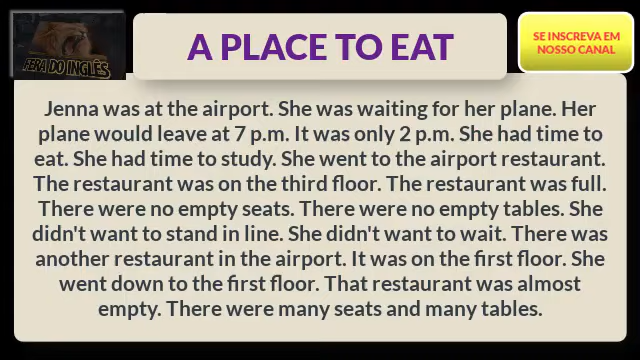 FERA DO INGLÊS
A PLACE TO EAT
SE INSCREVA EM
NOSSO CANAL
Jenna was at the airport. She was waiting for her plane. Her
plane would leave at 7 p.m. It was only 2 p.m. She had time to
eat. She had time to study. She went to the airport restaurant.
The restaurant was on the third floor. The restaurant was full.
There were no empty seats. There were no empty tables. She
didn't want to stand in line. She didn't want to wait. There was
another restaurant in the airport. It was on the first floor. She
went down to the first floor. That restaurant was almost
empty. There were many seats and many tables.